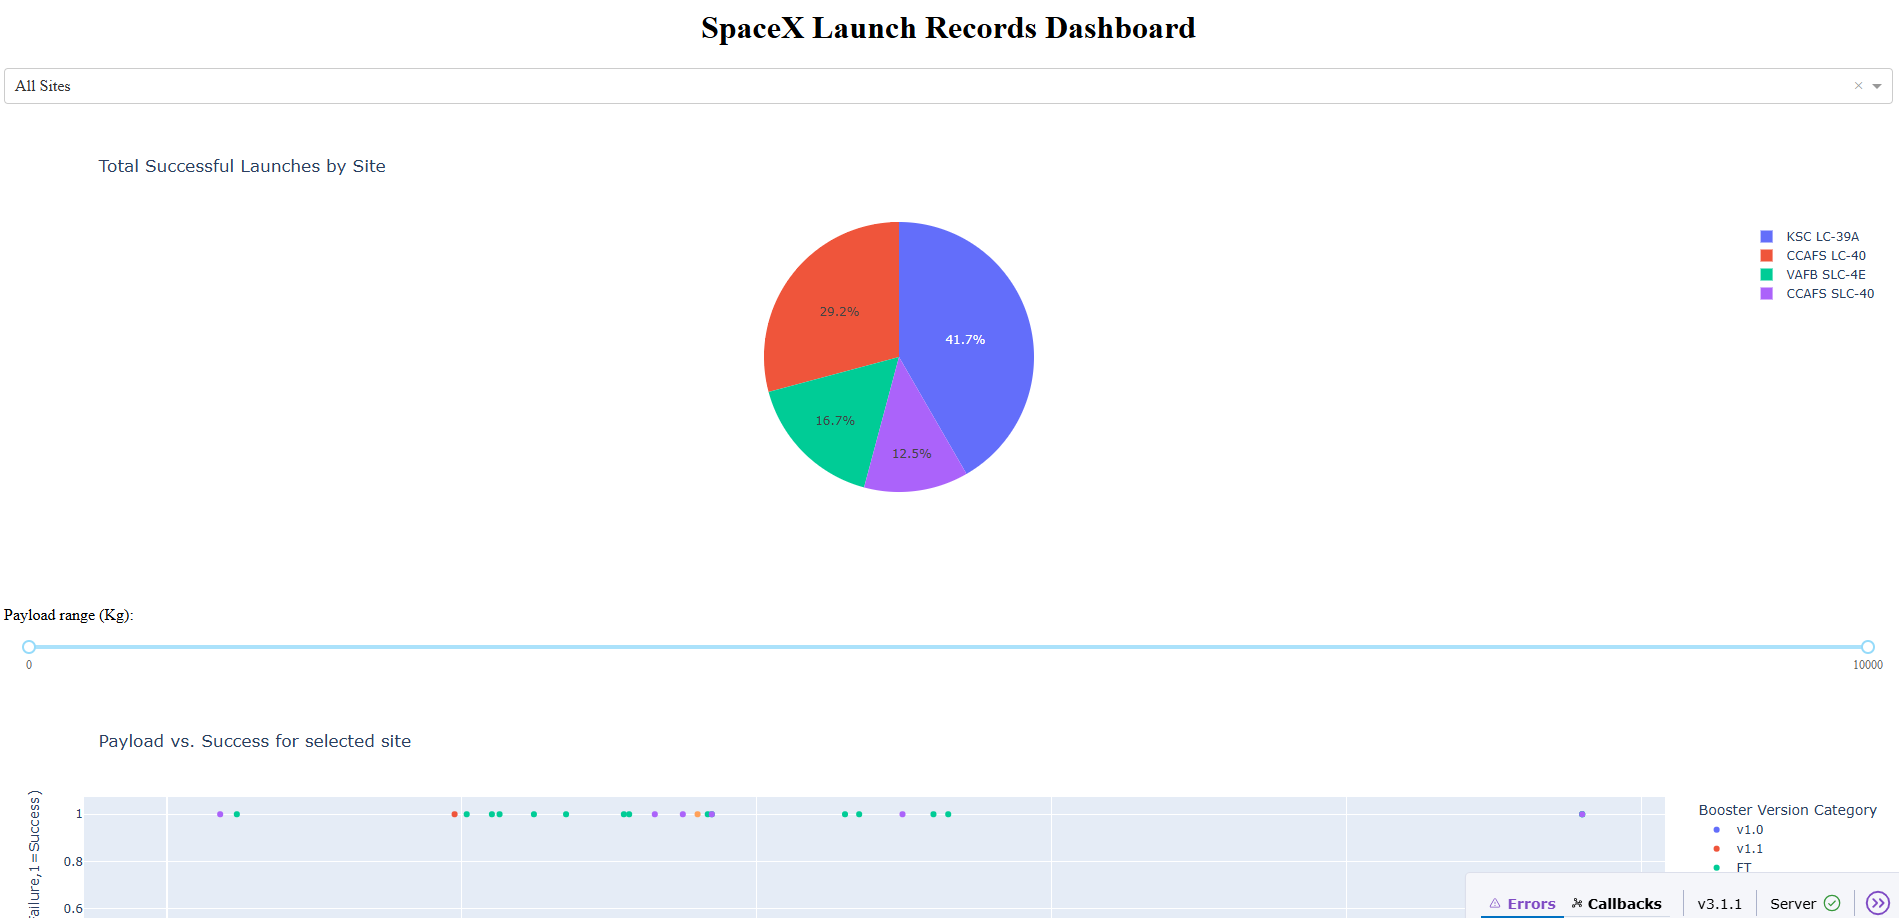 SpaceX Launch Records Dashboard
All Sites
Total Successful Launches by Site
KSC LC-39A
CCAFS LC-40
VAFB SLC-4E
CCAFS SLC-40
29.2%
41.7%
16.7%
12.5%
Payload range (Kg):
0
10000
Payload vs. Success for selected site
1
0.8
0.6
Failure,1=Success)
Booster Version Category
v1.0
v1.1
FT
Errors Callbacks v3.1.1 Server